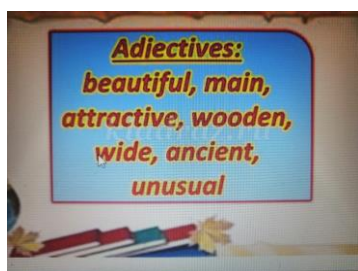 Adjectives:
beautiful, main,
attractive, wooden,
wide, ancient,
unusual